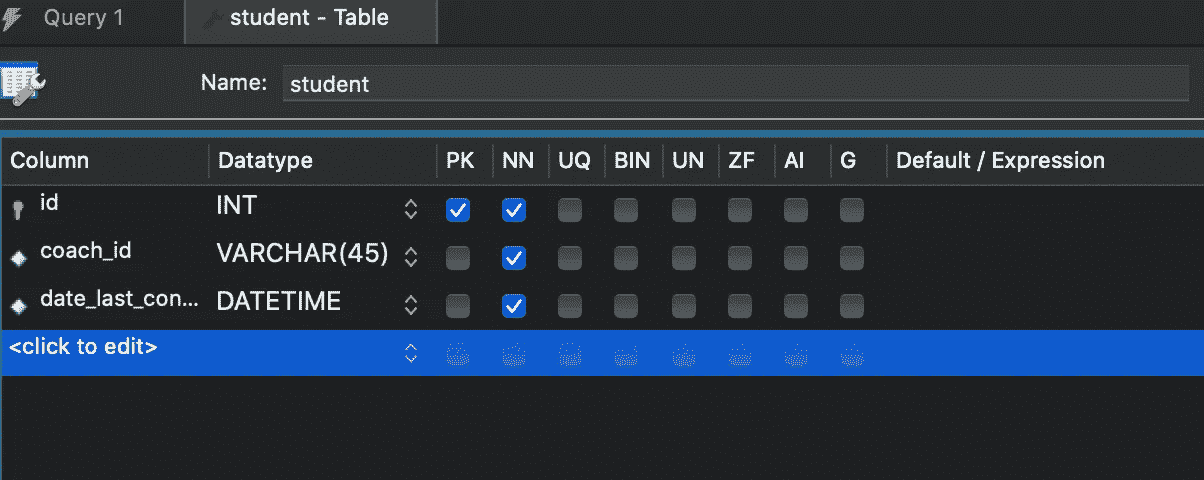 Query 1 student - Table
Name: student
Column Datatype PK NN UQ BIN UN ZF AI G Default / Expression
id INT
coach_id VARCHAR(45)
date_last_con... DATETIME
<click to edit>